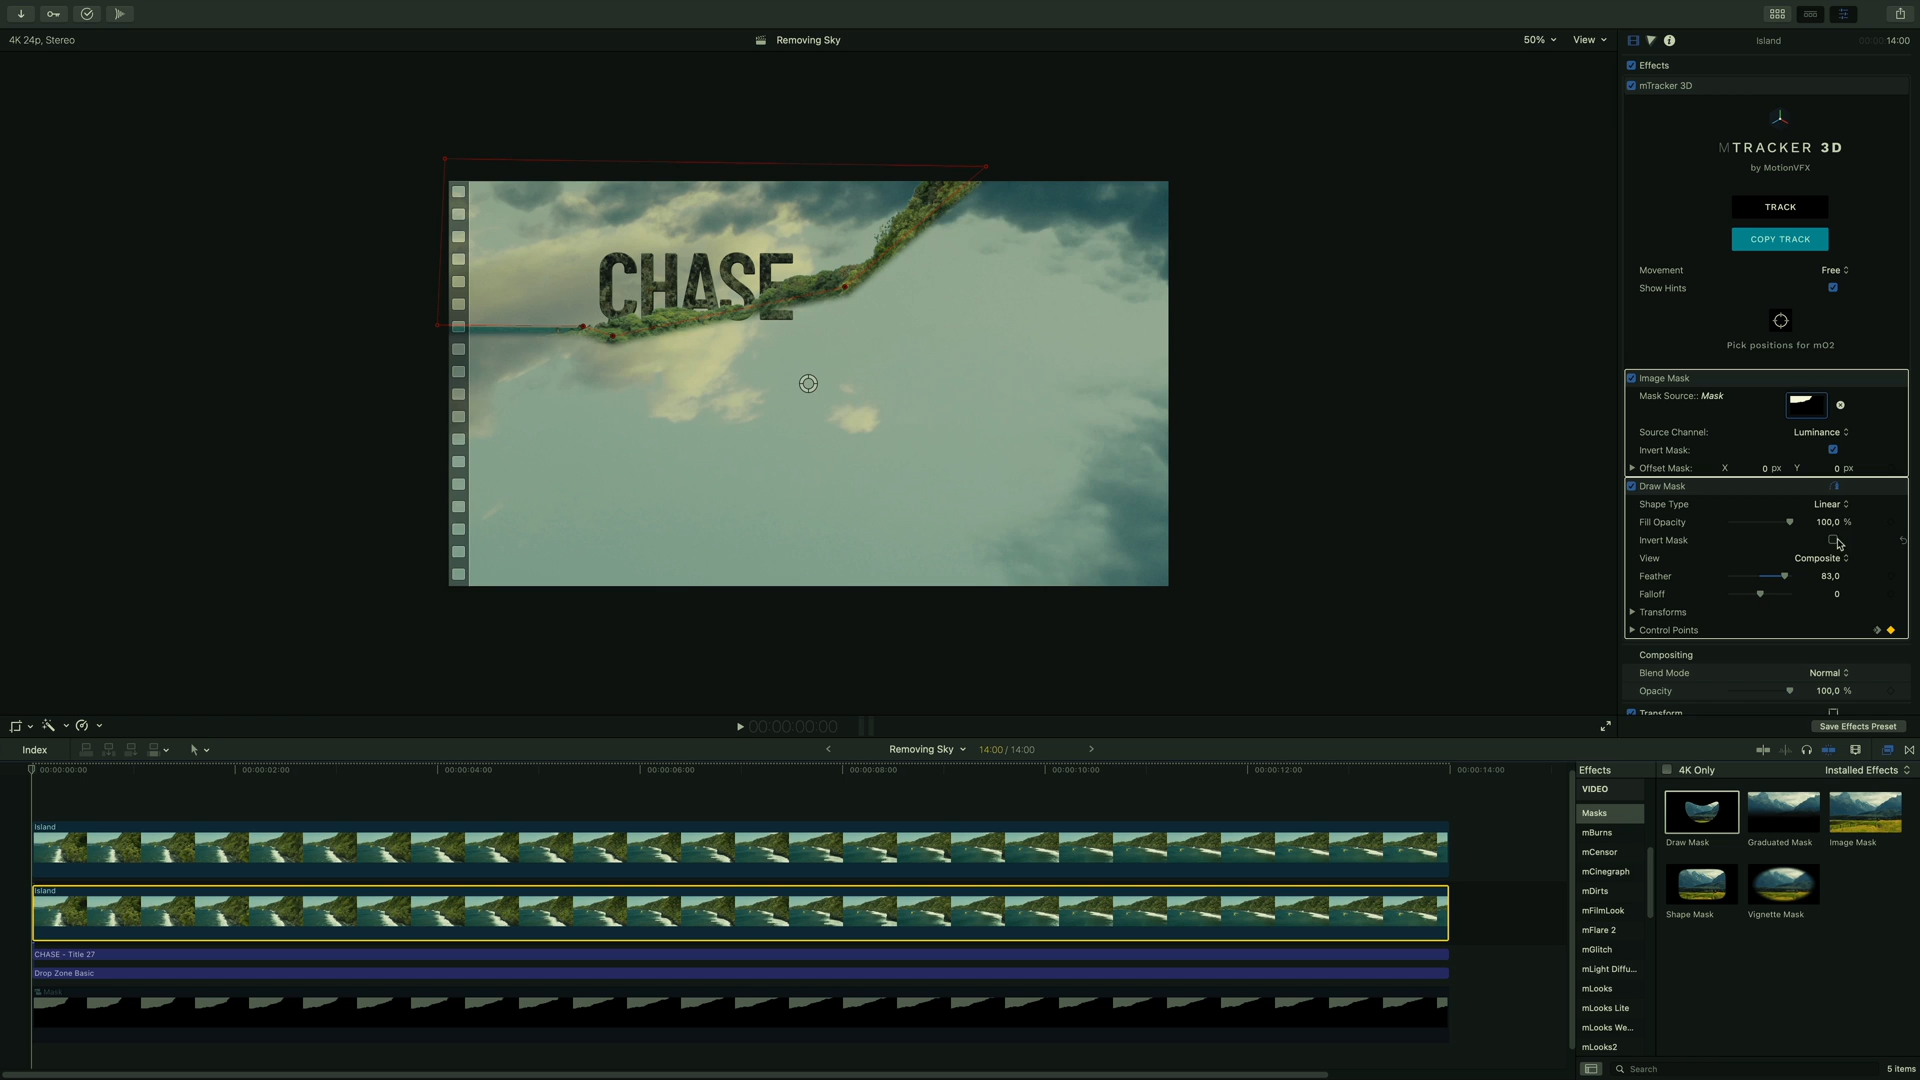 4K 24p, Stereo
Removing Sky
50%
View
Island
00:00:14:00
Effects
mTracker 3D
MTRACKER 3D
by MotionVFX
TRACK
COPY TRACK
Movement
Free
Show Hints
Pick positions for mO2
Image Mask
Mask Source:: Mask
Source Channel:
Luminance
Invert Mask:
Offset Mask: X 0 px Y 0 px
Draw Mask
Shape Type
Linear
Fill Opacity
100,0 %
Invert Mask
View
Composite
Feather
83,0
Falloff
0
Transforms
Control Points
Compositing
Blend Mode
Normal
Opacity
100,0 %
Transform
Save Effects Preset
CHASE
00:00:00:00
Index
Removing Sky
14:00 / 14:00
00:00:00:00
00:00:02:00
00:00:04:00
00:00:06:00
00:00:08:00
00:00:10:00
00:00:12:00
00:00:14:00
Island
Island
CHASE - Title 27
Drop Zone Basic
Mask
Effects
4K Only
Installed Effects
VIDEO
Masks
mBurns
mCensor
mCinegraph
mDirts
mFilmLook
mFlare 2
mGlitch
mLight Diffu...
mLooks
mLooks Lite
mLooks We...
mLooks2
Draw Mask
Graduated Mask
Image Mask
Shape Mask
Vignette Mask
Search
5 items